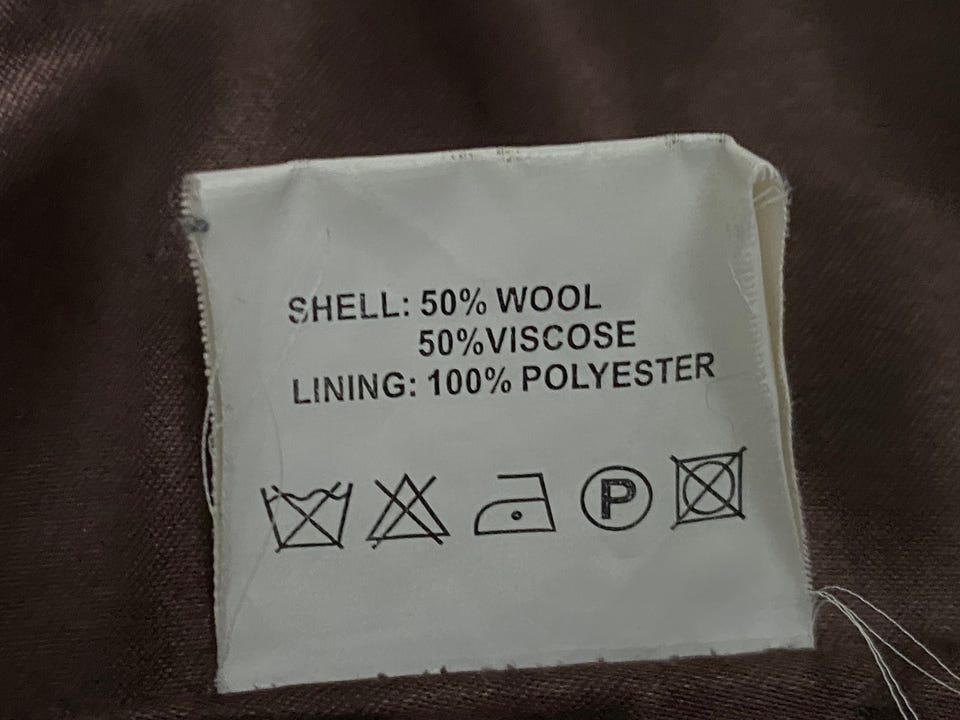 SHELL: 50% WOOL
50%VISCOSE
LINING: 100% POLYESTER
P